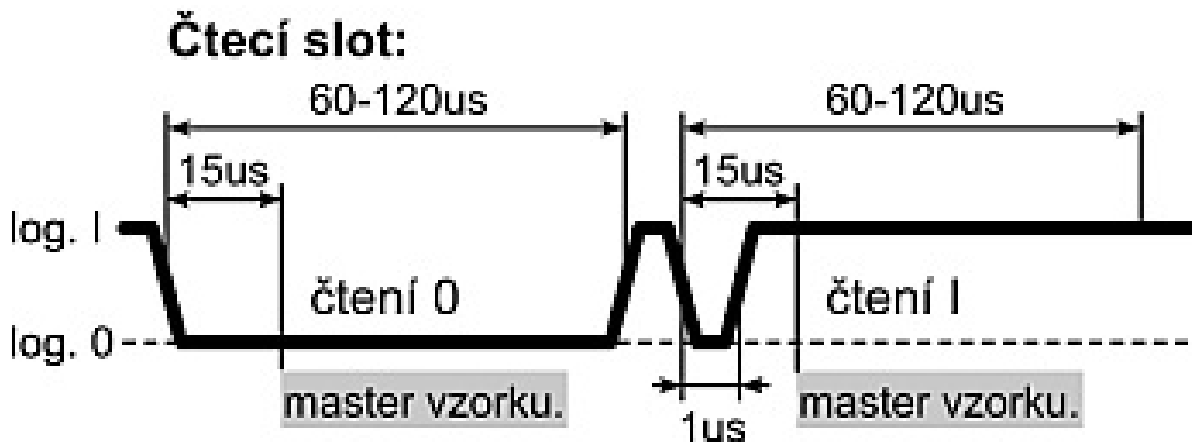 Čtecí slot:
60-120us
60-120us
15us
15us
log. I
čtení 0
čtení I
log. 0
master vzorku.
master vzorku.
1us